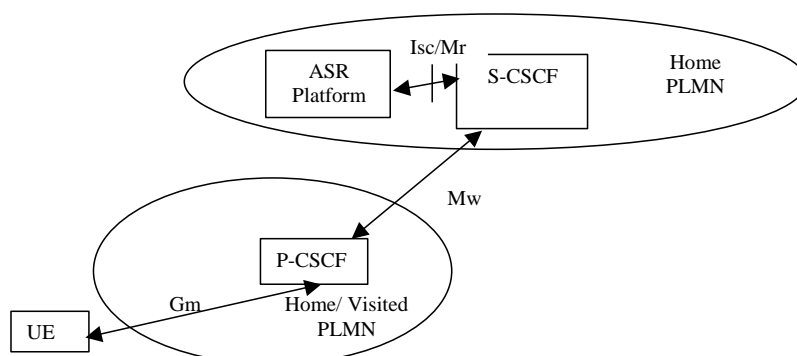 Isc/Mr
ASR
Platform
S-CSCF
Home
PLMN
Mw
P-CSCF
Gm
Home/ Visited
PLMN
UE